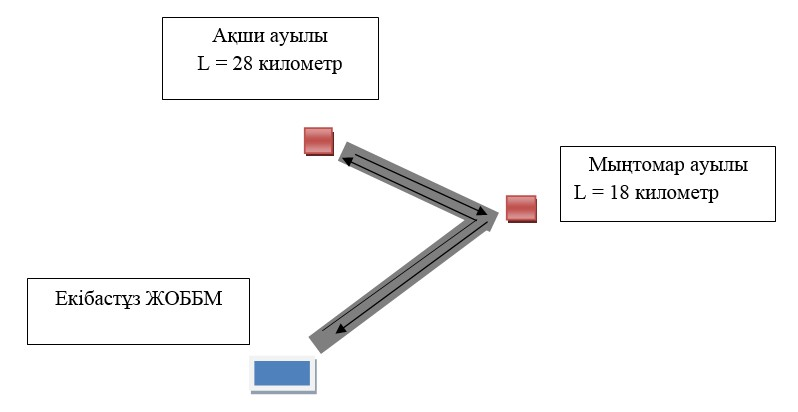 Ақши ауылы
L = 28 километр
Мыңтомар ауылы
L = 18 километр
Екібастұз ЖОББМ